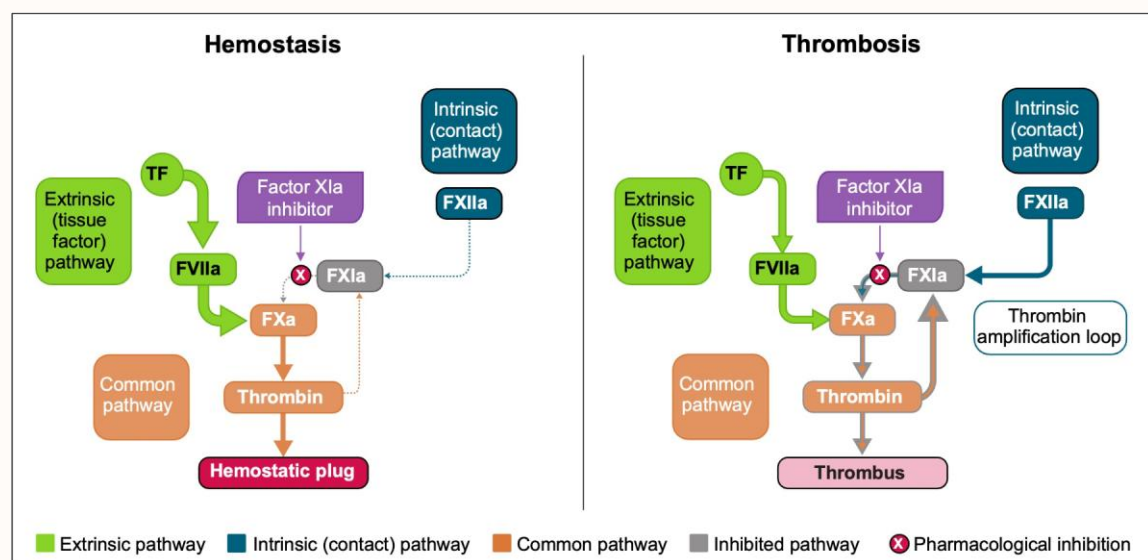 Hemostasis
Intrinsic
(contact)
pathway
TF
Factor XIa
inhibitor
Extrinsic
(tissue
factor)
pathway
FXIIa
FVIIa
X
FXIa
FXa
Common
pathway
Thrombin
Hemostatic plug
Thrombosis
Intrinsic
(contact)
pathway
TF
Factor XIa
inhibitor
Extrinsic
(tissue
factor)
pathway
FXIIa
FVIIa
X
FXIa
FXa
Thrombin
amplification loop
Common
pathway
Thrombin
Thrombus
Extrinsic pathway
Intrinsic (contact) pathway
Common pathway
Inhibited pathway
X Pharmacological inhibition